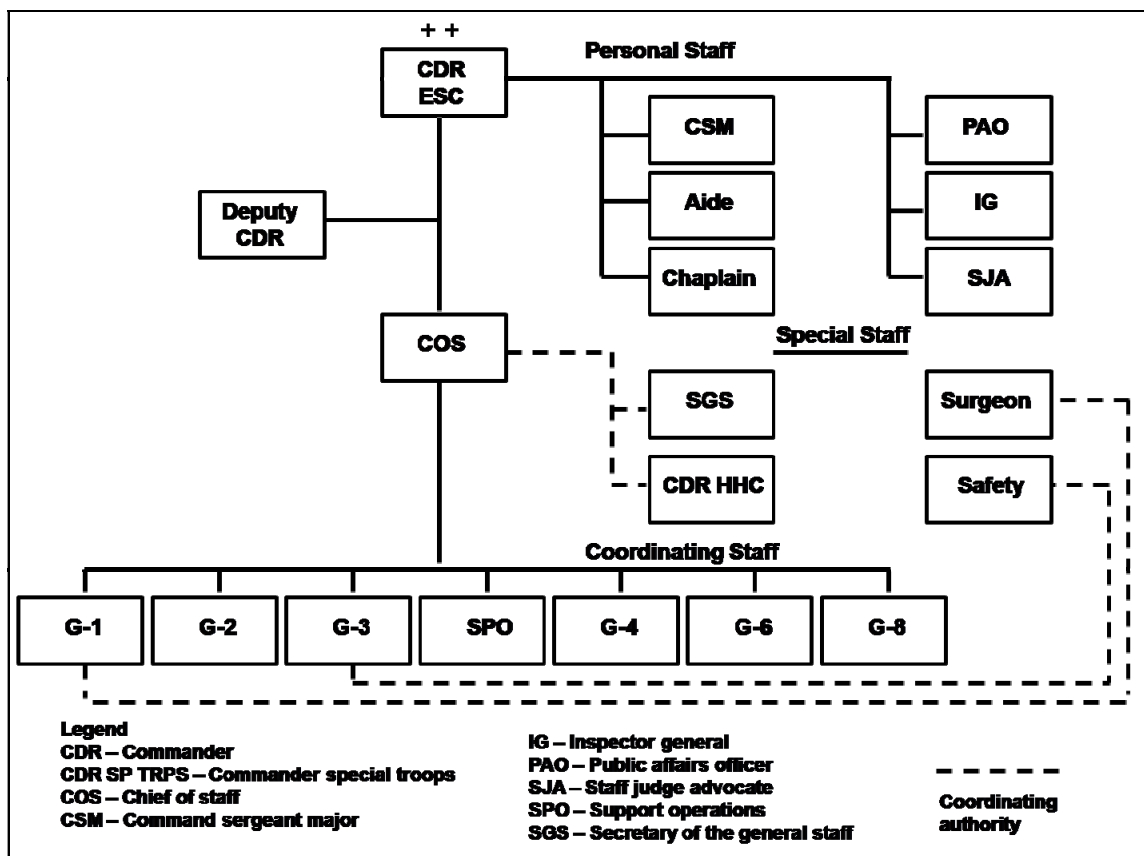 + +
CDR
ESC
Personal Staff
CSM
PAO
Deputy
CDR
Aide
IG
Chaplain
SJA
COS
Special Staff
SGS
Surgeon
CDR HHC
Safety
Coordinating Staff
G-1
G-2
G-3
SPO
G-4
G-6
G-8
Legend
CDR – Commander
CDR SP TRPS – Commander special troops
COS – Chief of staff
CSM – Command sergeant major
IG – Inspector general
PAO – Public affairs officer
SJA – Staff judge advocate
SPO – Support operations
SGS – Secretary of the general staff
Coordinating
authority